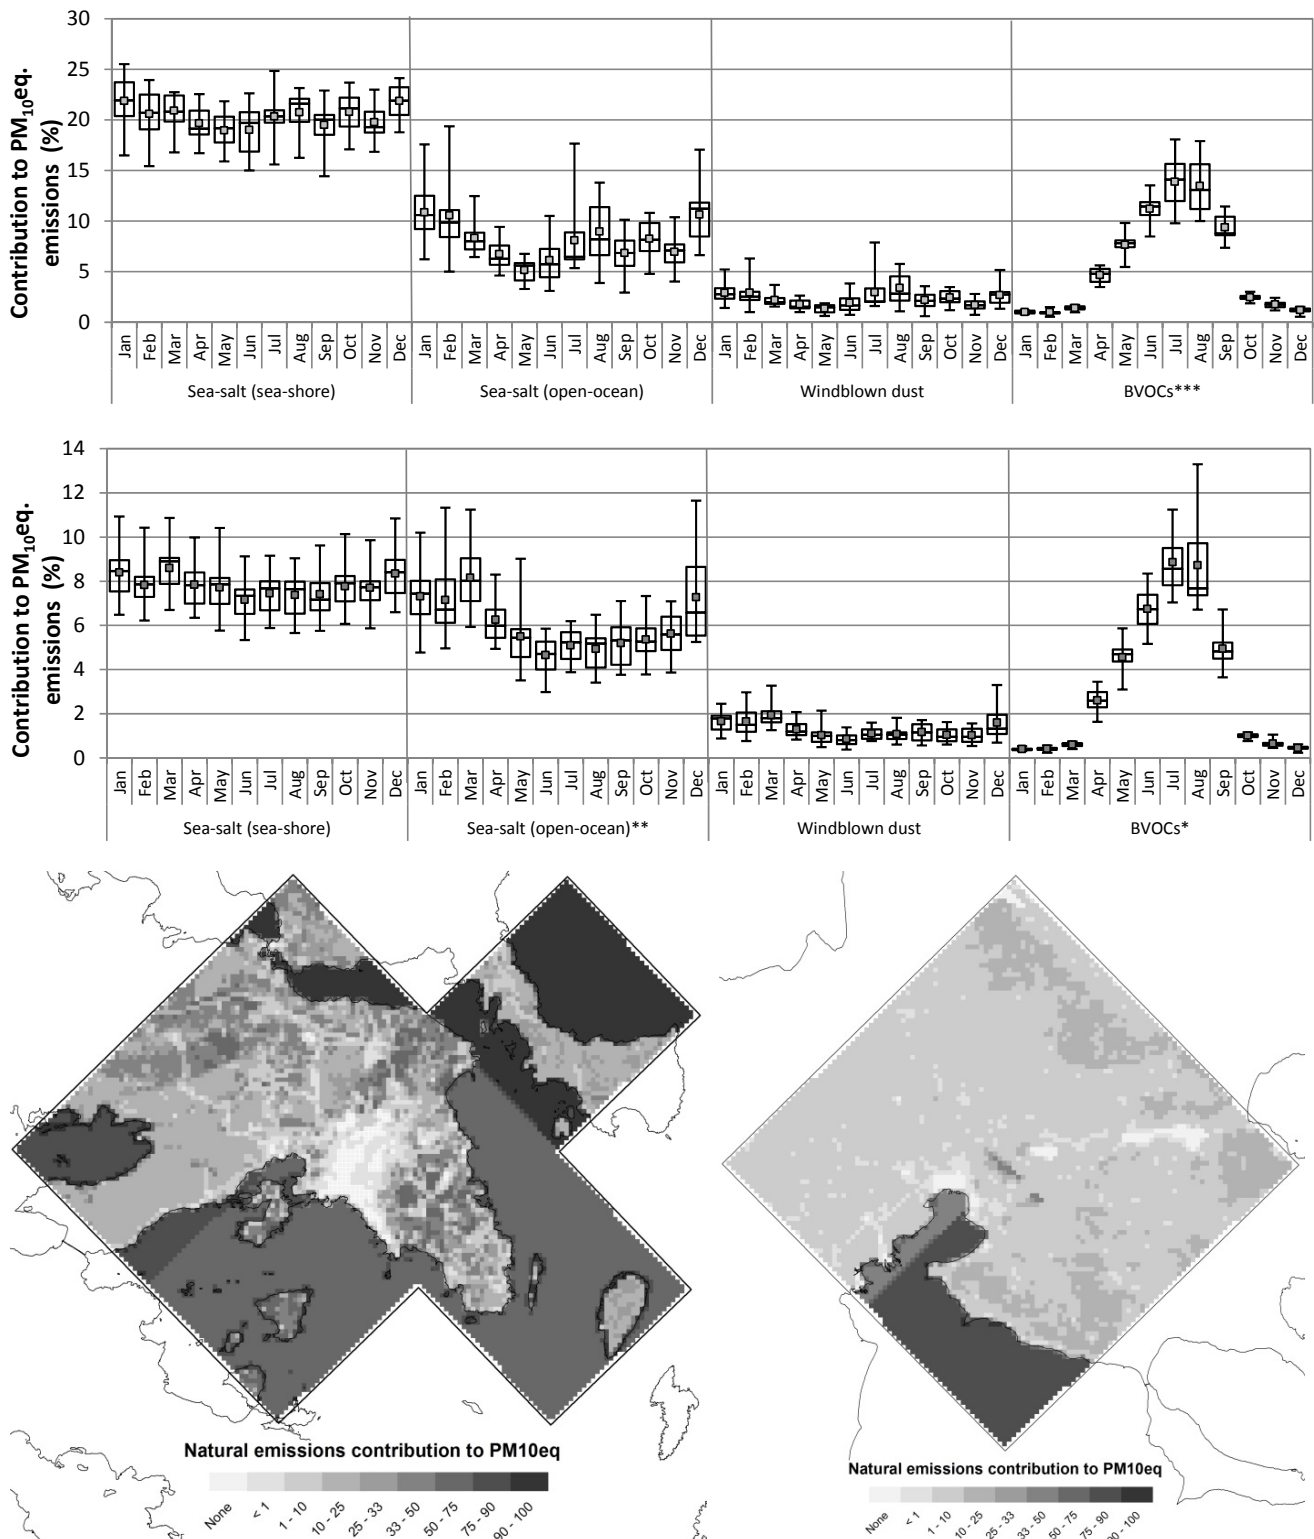 Contribution to PM10eq.
emissions (%)
30
25
20
15
10
5
0
Jan Feb Mar Apr May Jun Jul Aug Sep Oct Nov Dec Jan Feb Mar Apr May Jun Jul Aug Sep Oct Nov Dec Jan Feb Mar Apr May Jun Jul Aug Sep Oct Nov Dec Jan Feb Mar Apr May Jun Jul Aug Sep Oct Nov Dec
Sea-salt (sea-shore) Sea-salt (open-ocean) Windblown dust BVOCs***
Contribution to PM10eq.
emissions (%)
14
12
10
8
6
4
2
0
Jan Feb Mar Apr May Jun Jul Aug Sep Oct Nov Dec Jan Feb Mar Apr May Jun Jul Aug Sep Oct Nov Dec Jan Feb Mar Apr May Jun Jul Aug Sep Oct Nov Dec Jan Feb Mar Apr May Jun Jul Aug Sep Oct Nov Dec
Sea-salt (sea-shore) Sea-salt (open-ocean)** Windblown dust BVOCs*
Natural emissions contribution to PM10eq
None < 1 1 - 10 10 - 25 25 - 33 33 - 50 50 - 75 75 - 90 90 - 100
Natural emissions contribution to PM10eq
None < 1 1 - 10 10 - 25 25 - 33 33 - 50 50 - 75 75 - 90 90 - 100